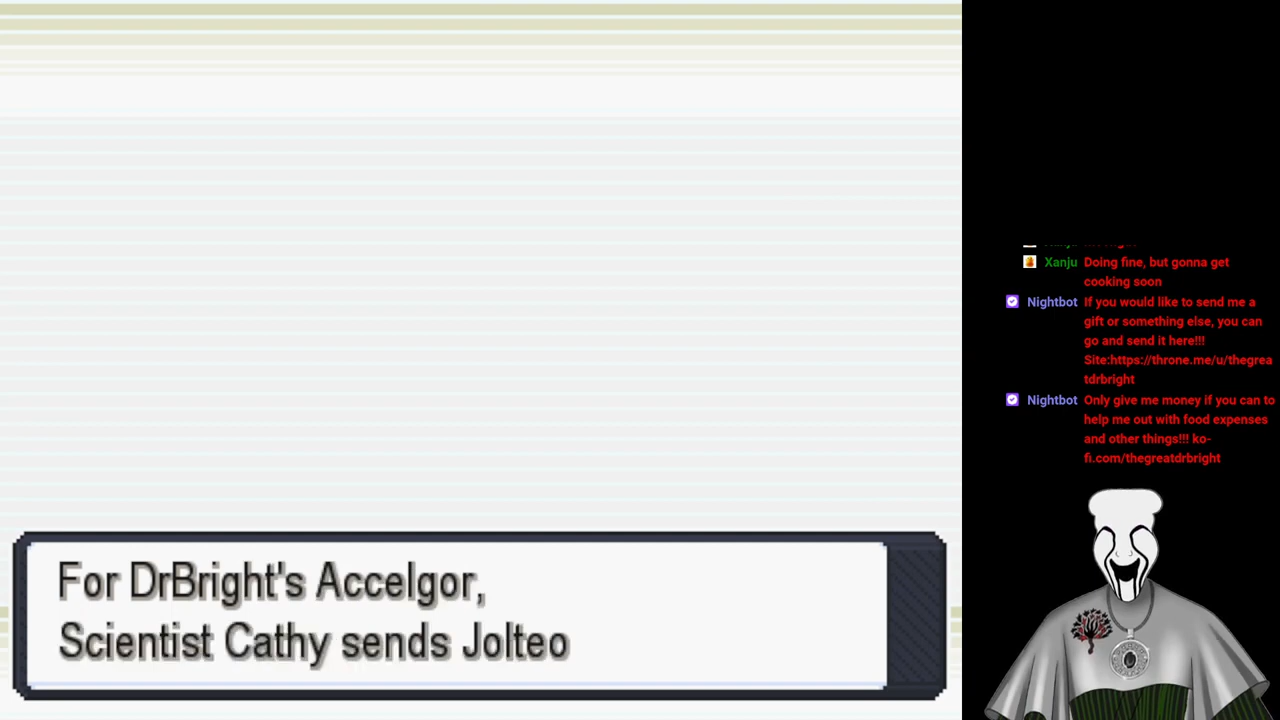 For DrBright's Accelgor,
Scientist Cathy sends Jolteo
Xanju Doing fine, but gonna get
cooking soon
Nightbot If you would like to send me a
gift or something else, you can
go and send it here!!!
Site:https://throne.me/u/thegrea
tdrbright
Nightbot Only give me money if you can to
help me out with food expenses
and other things!!! ko-
fi.com/thegreatdrbright